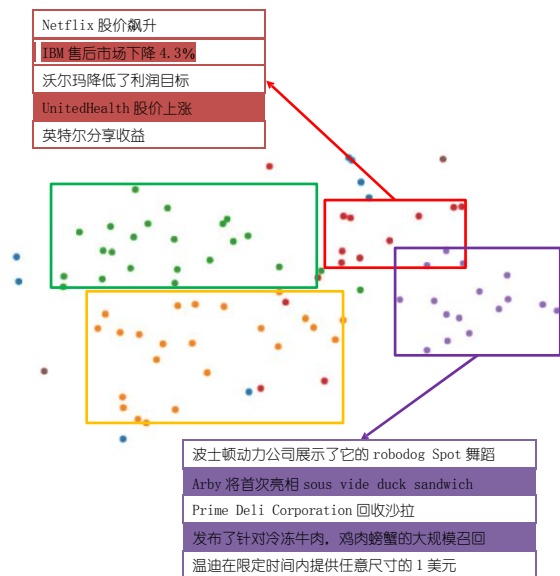 Netflix 股价飙升
IBM 售后市场下降 4.3%
沃尔玛降低了利润目标
UnitedHealth 股价上涨
英特尔分享收益
波士顿动力公司展示了它的 robodog Spot 舞蹈
Arby 将首次亮相 sous vide duck sandwich
Prime Deli Corporation 回收沙拉
发布了针对冷冻牛肉，鸡肉螃蟹的大规模召回
温迪在限定时间内提供任意尺寸的 1 美元